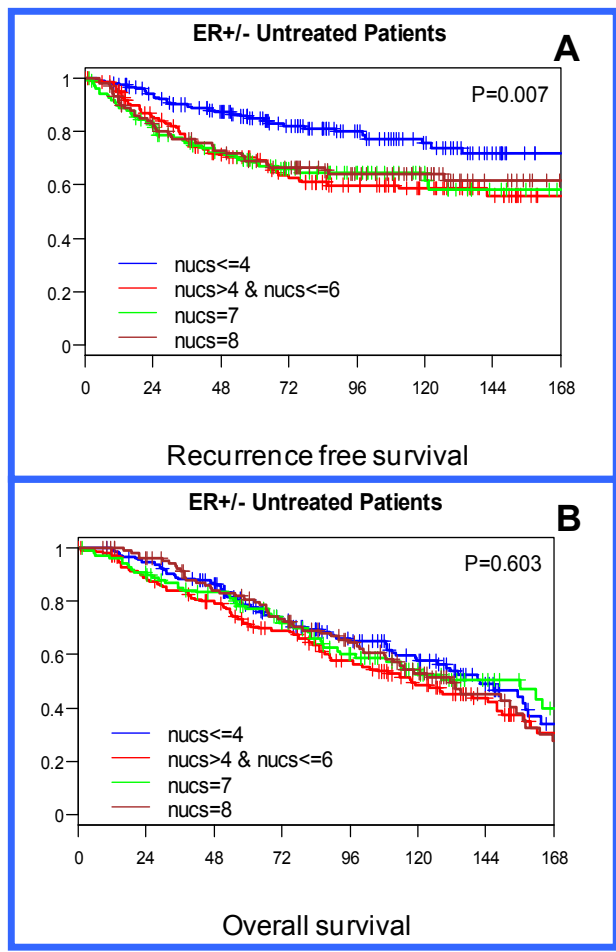 ER+/- Untreated Patients
A
P=0.007
1
0.8
0.6
0.4
0.2
0
nucs<=4
nucs>4 & nucs<=6
nucs=7
nucs=8
0 24 48 72 96 120 144 168
Recurrence free survival
ER+/- Untreated Patients
B
P=0.603
1
0.8
0.6
0.4
0.2
0
nucs<=4
nucs>4 & nucs<=6
nucs=7
nucs=8
0 24 48 72 96 120 144 168
Overall survival